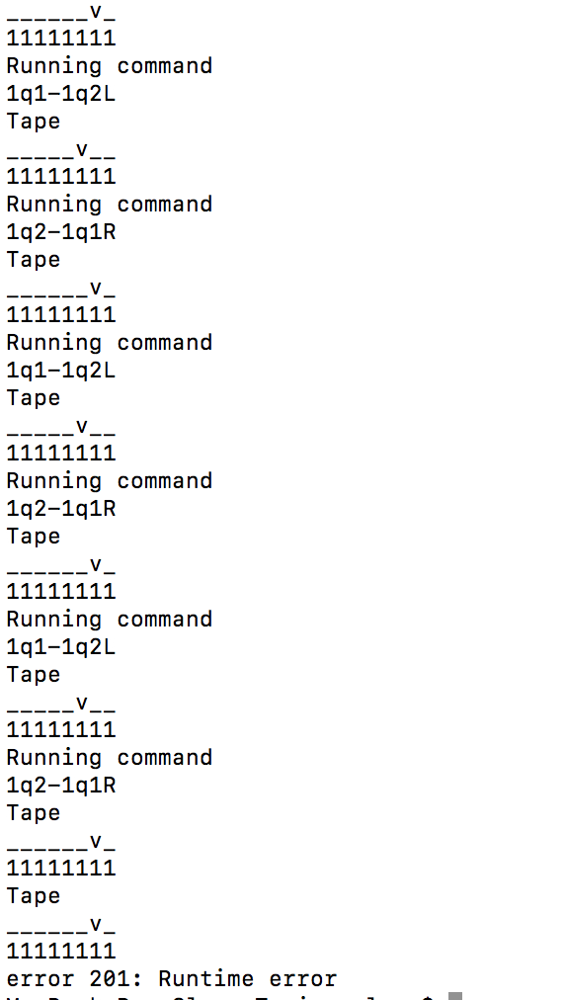 ______v_
11111111
Running command
1q1-1q2L
Tape
_____v__
11111111
Running command
1q2-1q1R
Tape
______v_
11111111
Running command
1q1-1q2L
Tape
_____v__
11111111
Running command
1q2-1q1R
Tape
______v_
11111111
Running command
1q1-1q2L
Tape
_____v__
11111111
Running command
1q2-1q1R
Tape
______v_
11111111
Tape
______v_
11111111
error 201: Runtime error